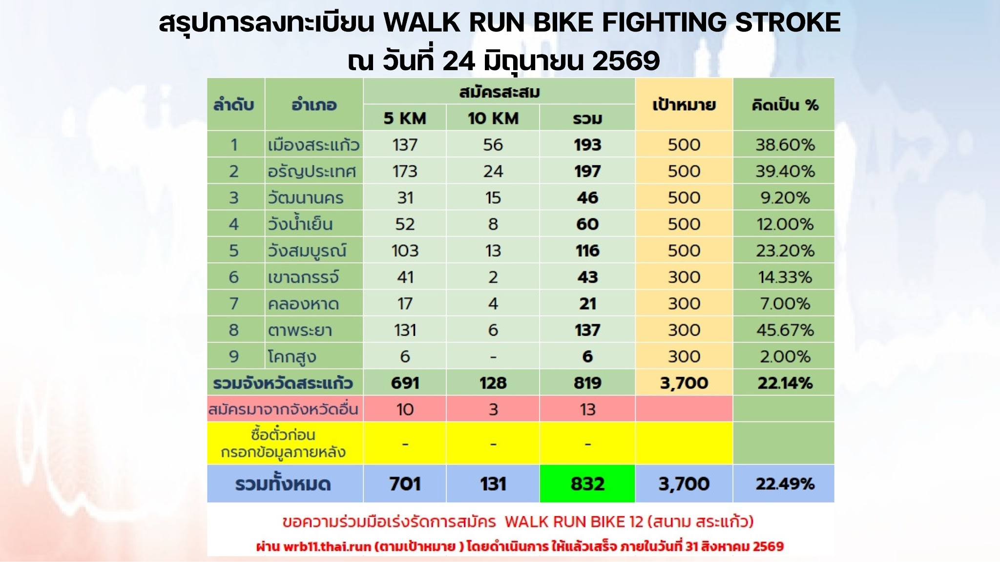 สรุปการลงทะเบียน WALK RUN BIKE FIGHTING STROKE
ณ วันที่ 24 มิถุนายน 2569
ลำดับ อำเภอ สมัครสะสม เป้าหมาย คิดเป็น %
5 KM 10 KM รวม
1 เมืองสระแก้ว 137 56 193 500 38.60%
2 อรัญประเทศ 173 24 197 500 39.40%
3 วัฒนานคร 31 15 46 500 9.20%
4 วังน้ำเย็น 52 8 60 500 12.00%
5 วังสมบูรณ์ 103 13 116 500 23.20%
6 เขาฉกรรจ์ 41 2 43 300 14.33%
7 คลองหาด 17 4 21 300 7.00%
8 ตาพระยา 131 6 137 300 45.67%
9 โคกสูง 6 - 6 300 2.00%
รวมจังหวัดสระแก้ว 691 128 819 3,700 22.14%
สมัครมาจากจังหวัดอื่น 10 3 13
ซื้อตั๋วก่อน
กรอกข้อมูลภายหลัง - - -
รวมทั้งหมด 701 131 832 3,700 22.49%
ขอความร่วมมือเร่งรัดการสมัคร WALK RUN BIKE 12 (สนาม สระแก้ว)
ผ่าน wrb11.thai.run (ตามเป้าหมาย ) โดยดำเนินการ ให้แล้วเสร็จ ภายในวันที่ 31 สิงหาคม 2569